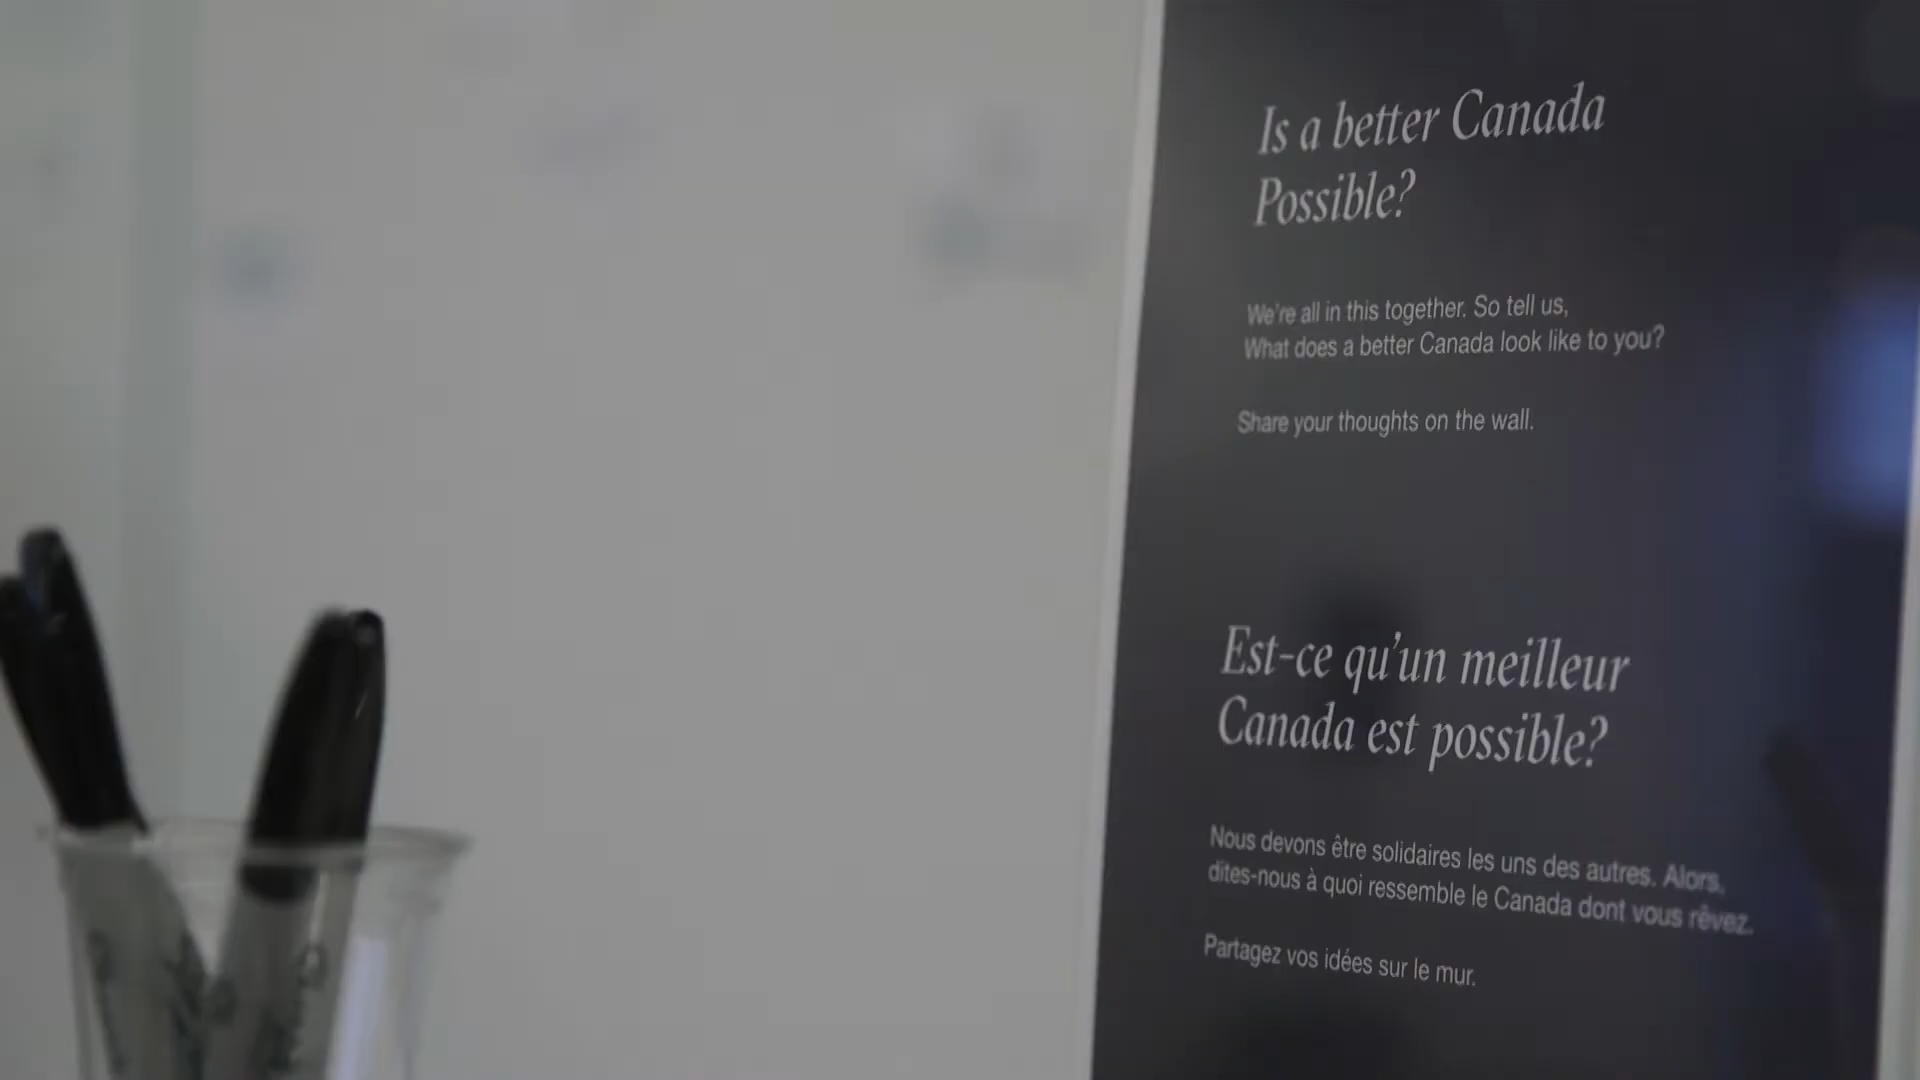 Is a better Canada
Possible?
We're all in this together. So tell us,
What does a better Canada look like to you?
Share your thoughts on the wall.
Est-ce qu'un meilleur
Canada est possible?
Nous devons être solidaires les uns des autres. Alors,
dites-nous à quoi ressemble le Canada dont vous rêvez.
Partagez vos idées sur le mur.